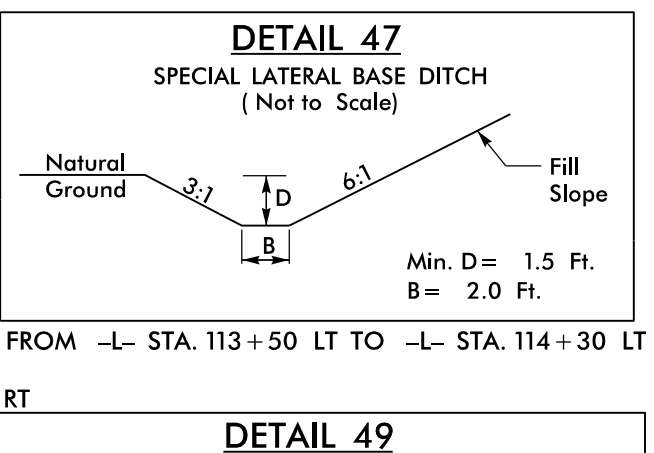 DETAIL 47
SPECIAL LATERAL BASE DITCH
( Not to Scale)
Natural
Ground
3:1
D
6:1
Fill
Slope
B
Min. D = 1.5 Ft.
B = 2.0 Ft.
FROM -L- STA. 113+50 LT TO -L- STA. 114+30 LT
RT
DETAIL 49